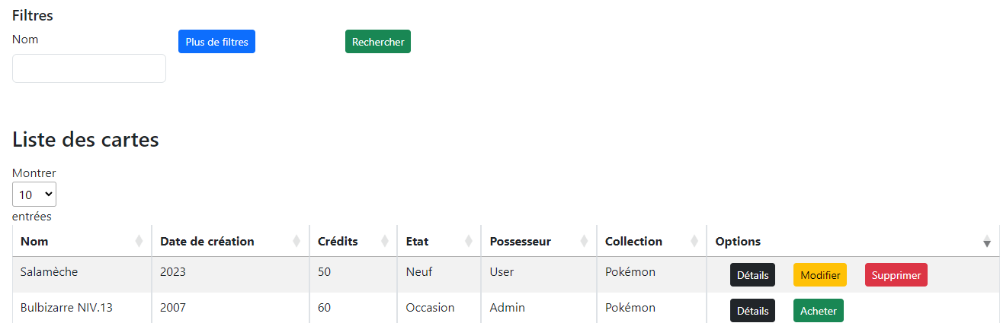 Filtres
Nom Plus de filtres Rechercher
Liste des cartes
Montrer
10
entrées
Nom Date de création Crédits Etat Possesseur Collection Options
Salamèche 2023 50 Neuf User Pokémon Détails Modifier Supprimer
Bulbizarre NIV.13 2007 60 Occasion Admin Pokémon Détails Acheter